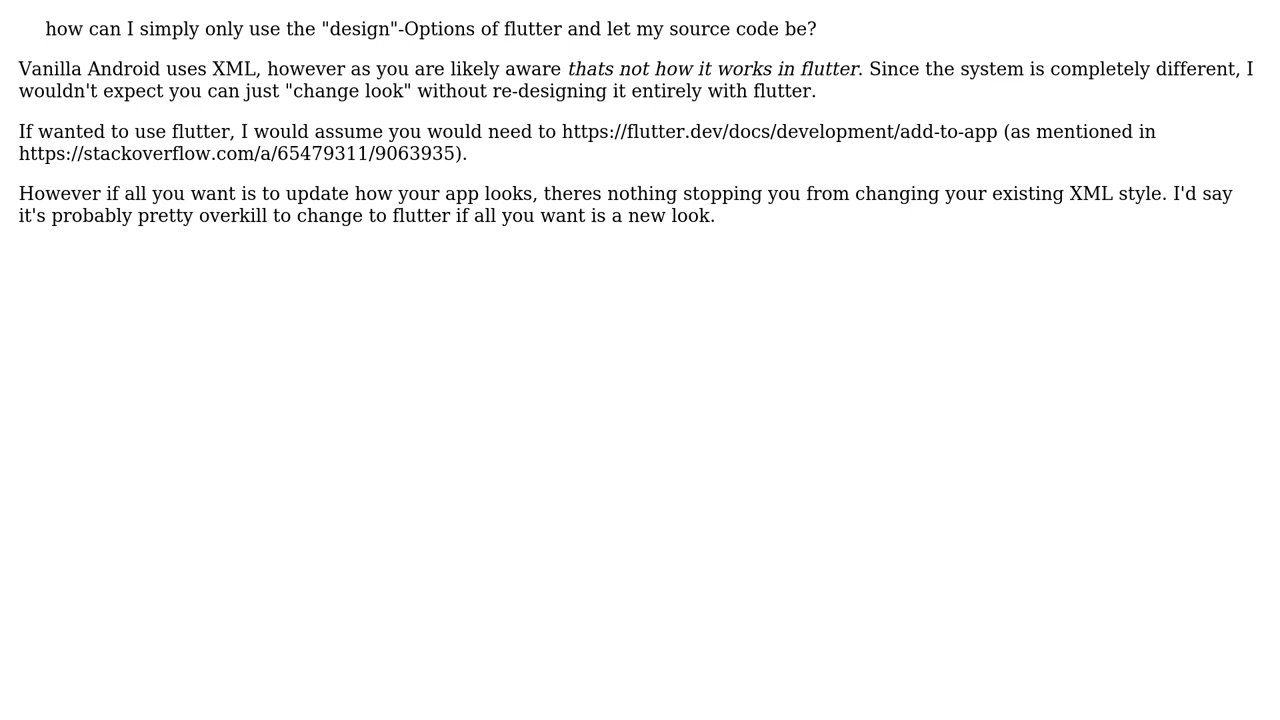 how can I simply only use the "design"-Options of flutter and let my source code be?
Vanilla Android uses XML, however as you are likely aware thats not how it works in flutter. Since the system is completely different, I
wouldn't expect you can just "change look" without re-designing it entirely with flutter.
If wanted to use flutter, I would assume you would need to https://flutter.dev/docs/development/add-to-app (as mentioned in
https://stackoverflow.com/a/65479311/9063935).
However if all you want is to update how your app looks, theres nothing stopping you from changing your existing XML style. I'd say
it's probably pretty overkill to change to flutter if all you want is a new look.